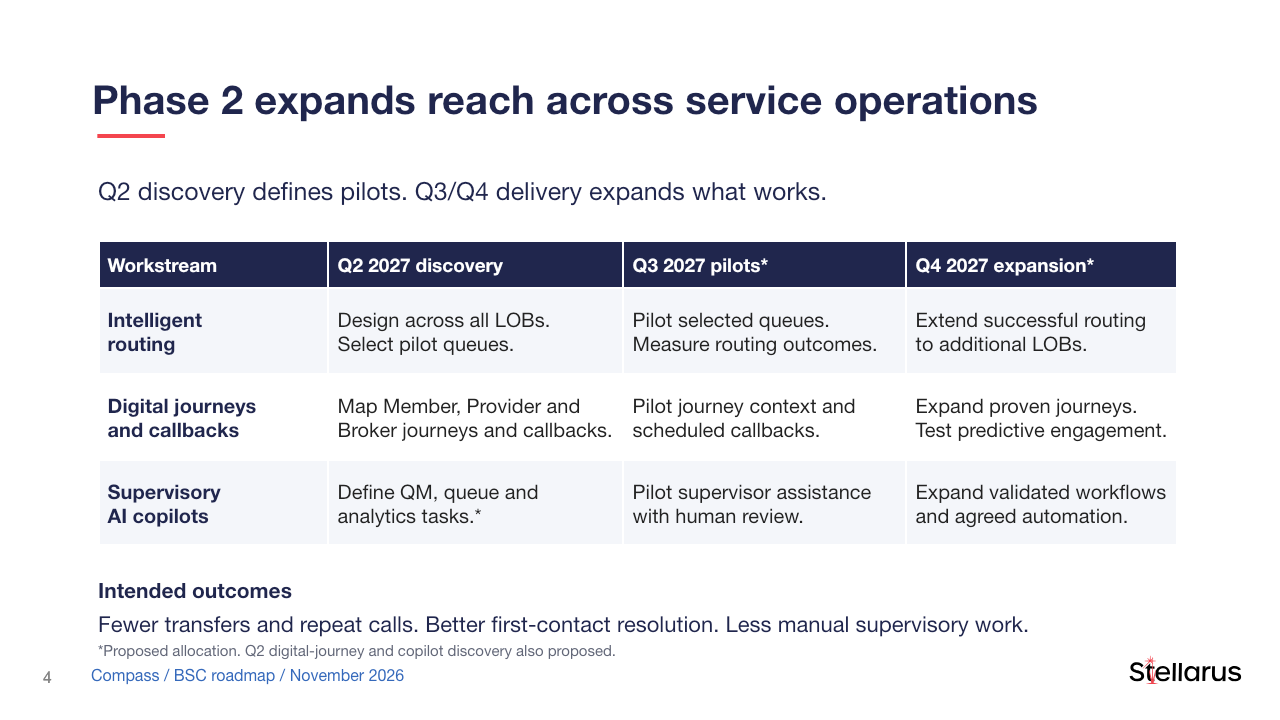 Phase 2 expands reach across service operations
Q2 discovery defines pilots. Q3/Q4 delivery expands what works.
Workstream
Q2 2027 discovery
Q3 2027 pilots*
Q4 2027 expansion*
Intelligent
routing
Design across all LOBs.
Select pilot queues.
Pilot selected queues.
Measure routing outcomes.
Extend successful routing
to additional LOBs.
Digital journeys
and callbacks
Map Member, Provider and
Broker journeys and callbacks.
Pilot journey context and
scheduled callbacks.
Expand proven journeys.
Test predictive engagement.
Supervisory
AI copilots
Define QM, queue and
analytics tasks.*
Pilot supervisor assistance
with human review.
Expand validated workflows
and agreed automation.
Intended outcomes
Fewer transfers and repeat calls. Better first-contact resolution. Less manual supervisory work.
*Proposed allocation. Q2 digital-journey and copilot discovery also proposed.
4
Compass / BSC roadmap / November 2026
Stellarus